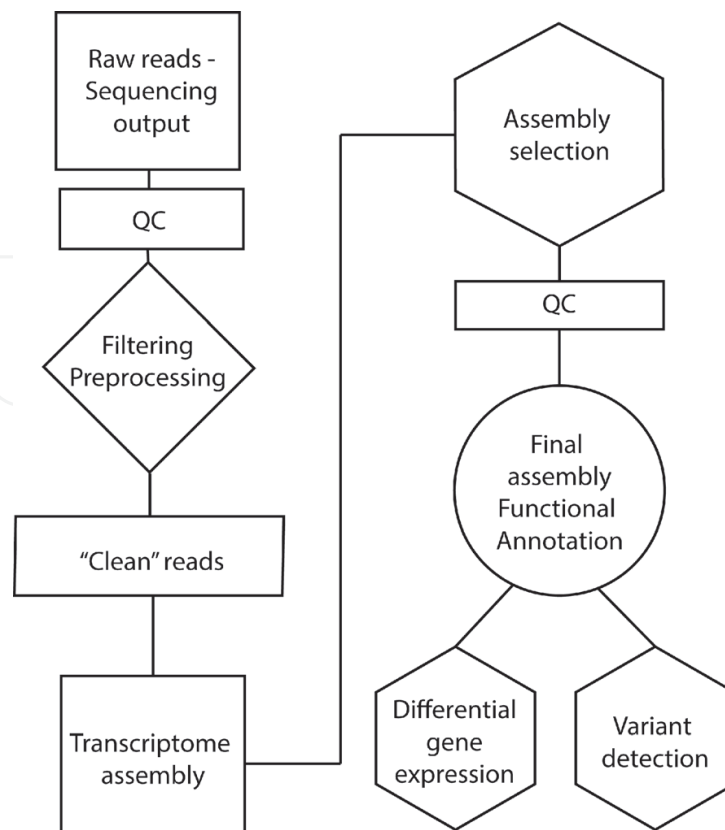 Raw reads -
Sequencing
output
QC
Filtering
Preprocessing
“Clean” reads
Transcriptome
assembly
Assembly
selection
QC
Final
assembly
Functional
Annotation
Differential
gene
expression
Variant
detection